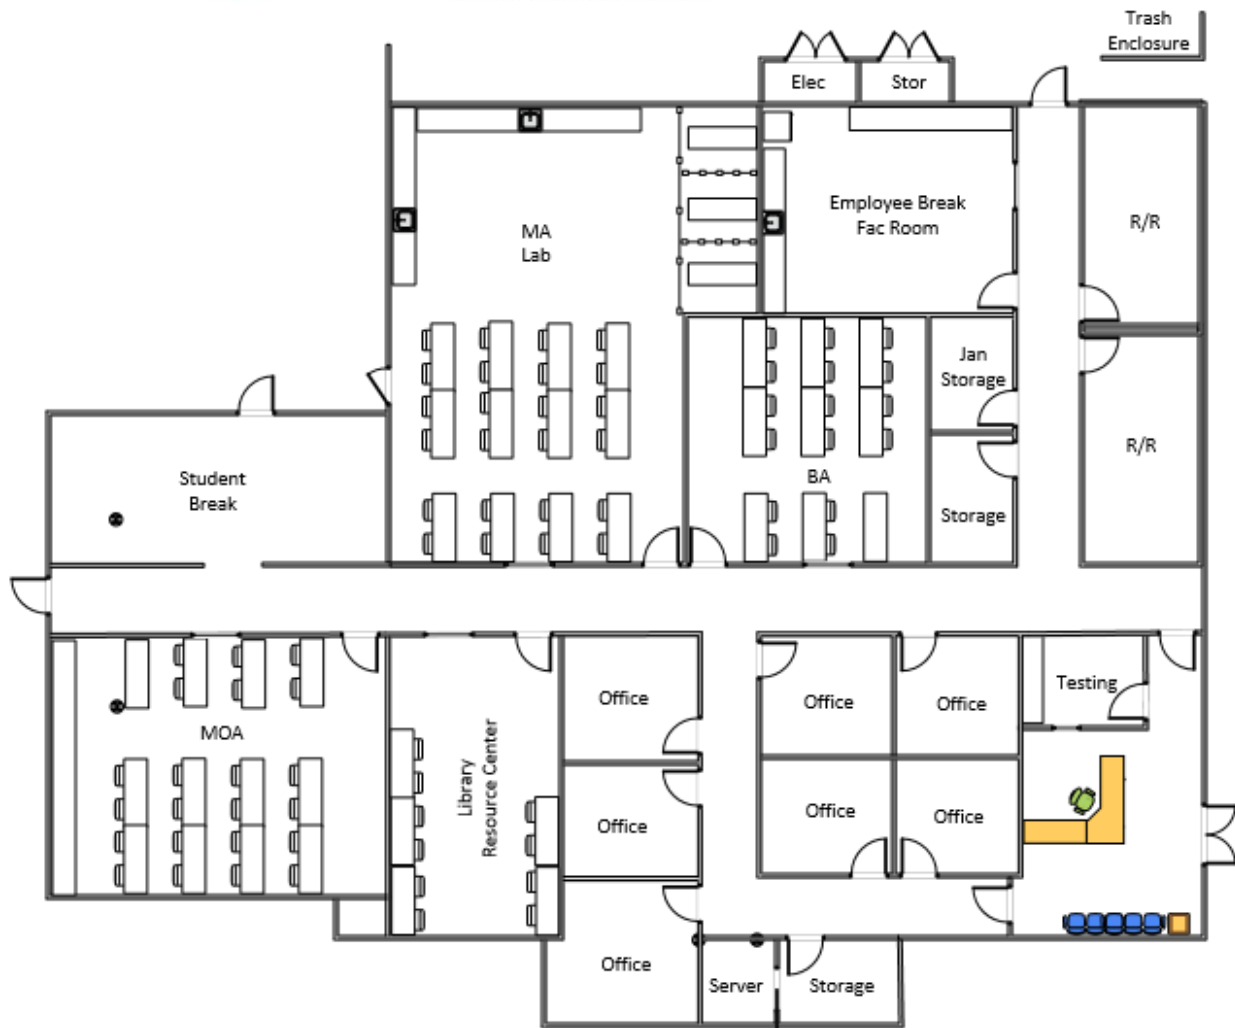 Trash
Enclosure
Elec
Stor
MA
Lab
Employee Break
Fac Room
R/R
Jan
Storage
R/R
Student
Break
BA
Storage
Office
Office
Office
Testing
MOA
Library
Resource Center
Office
Office
Office
Office
Server
Storage